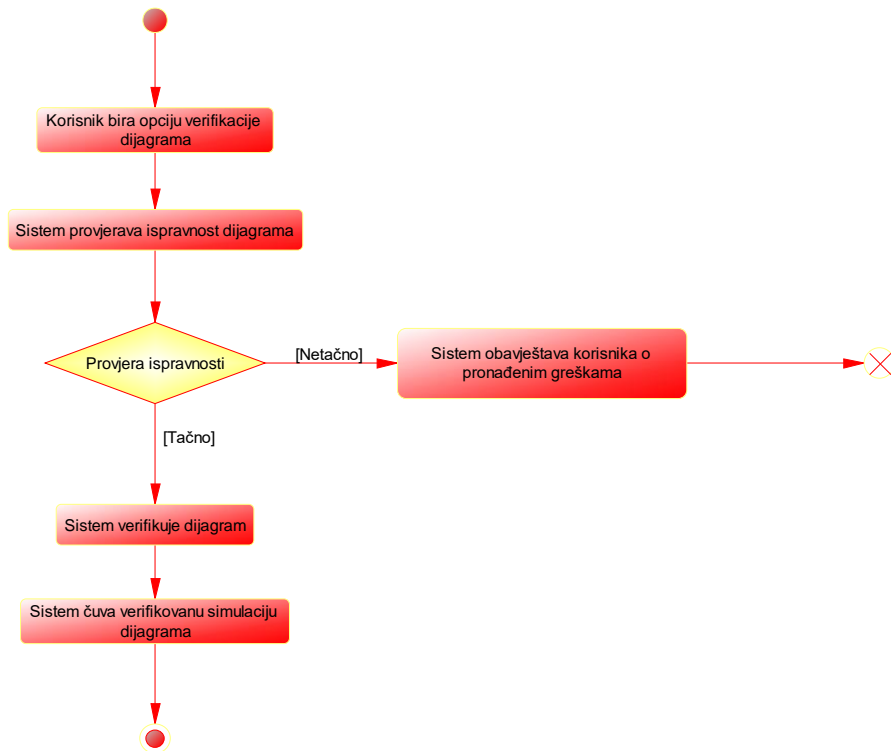 Korisnik bira opciju verifikacije
dijagrama
Sistem provjerava ispravnost dijagrama
Provjera ispravnosti
[Netačno]
Sistem obavještava korisnika o
pronađenim greškama
[Tačno]
Sistem verifikuje dijagram
Sistem čuva verifikovanu simulaciju
dijagrama